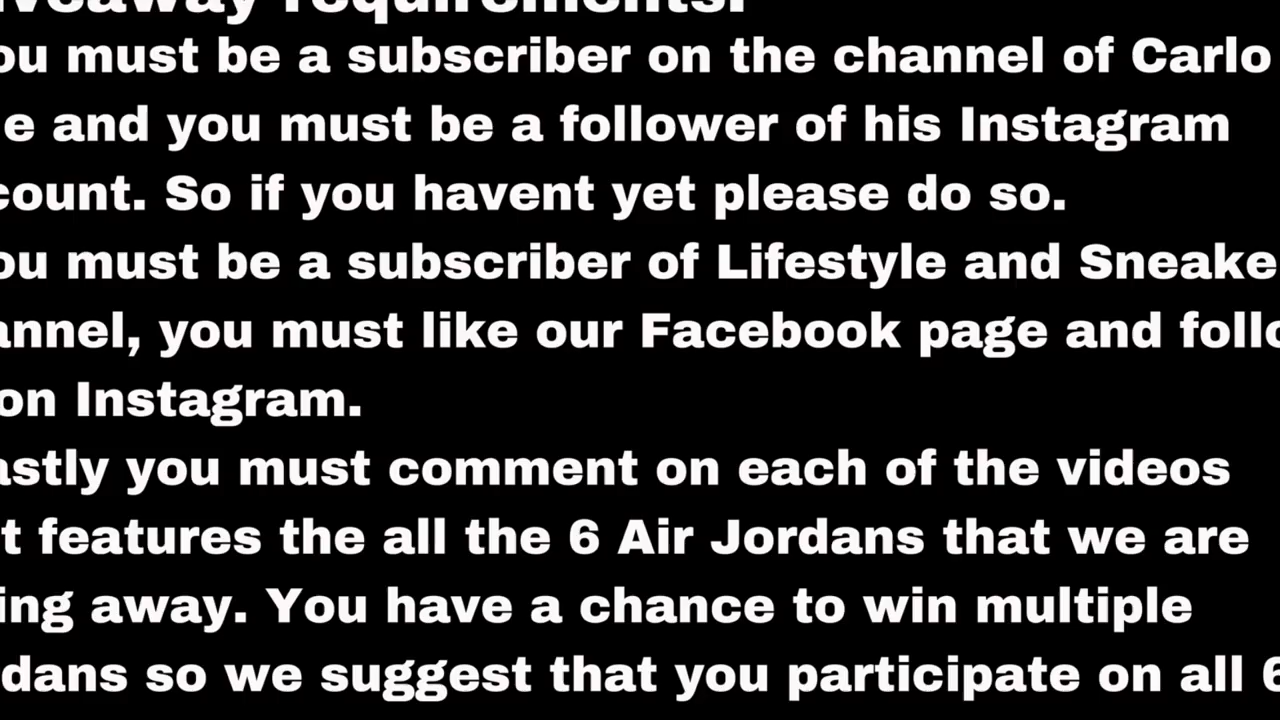 iveaway requirements:
ou must be a subscriber on the channel of Carlo
e and you must be a follower of his Instagram
count. So if you havent yet please do so.
ou must be a subscriber of Lifestyle and Sneake
annel, you must like our Facebook page and follo
on Instagram.
astly you must comment on each of the videos
t features the all the 6 Air Jordans that we are
ing away. You have a chance to win multiple
dans so we suggest that you participate on all 6